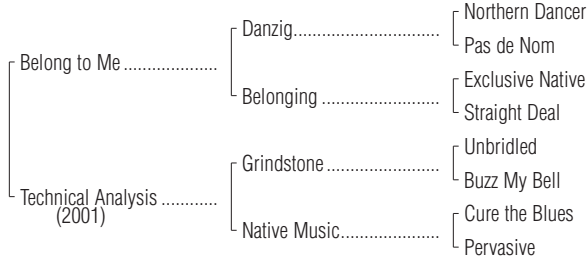 Northern Dancer
Danzig
Pas de Nom
Belong to Me
Exclusive Native
Belonging
Straight Deal
Unbridled
Grindstone
Buzz My Bell
Technical Analysis
(2001)
Cure the Blues
Native Music
Pervasive